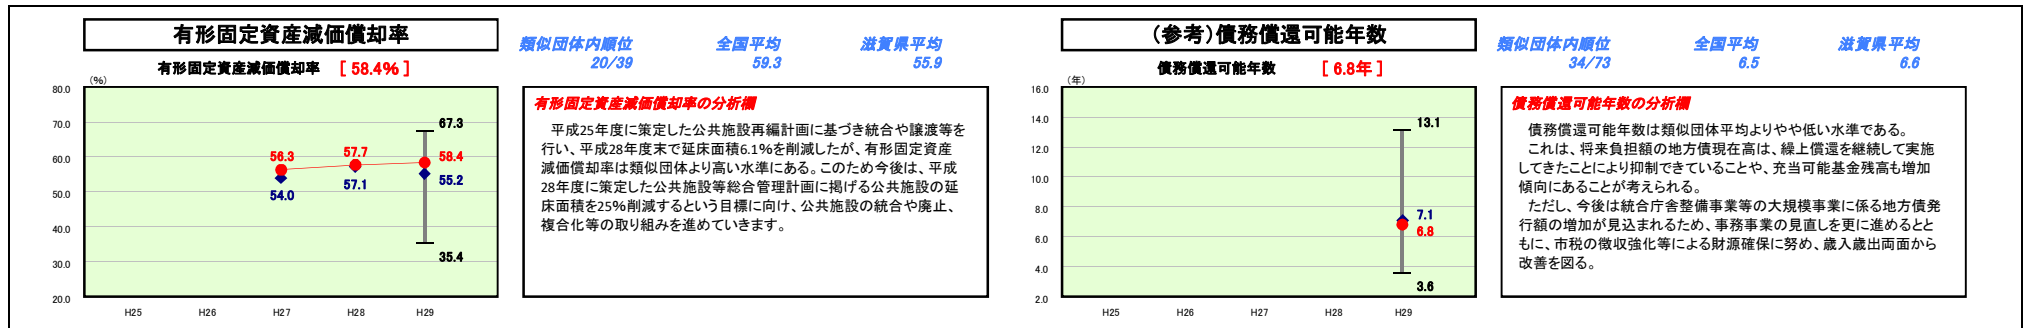 有形固定資産減価償却率
有形固定資産減価償却率 [ 58.4% ]
類似団体内順位
20/39
全国平均
59.3
滋賀県平均
55.9
(%)
80.0
70.0
60.0
50.0
40.0
30.0
20.0
67.3
56.3
57.7
58.4
54.0
57.1
55.2
35.4
H25
H26
H27
H28
H29
有形固定資産減価償却率の分析欄
平成25年度に策定した公共施設再編計画に基づき統合や譲渡等を
行い、平成28年度末で延床面積6.1%を削減したが、有形固定資産
減価償却率は類似団体より高い水準にある。このため今後は、平成
28年度に策定した公共施設等総合管理計画に掲げる公共施設の延
床面積を25%削減するという目標に向け、公共施設の統合や廃止、
複合化等の取り組みを進めていきます。
(参考)債務償還可能年数
債務償還可能年数 [ 6.8年 ]
類似団体内順位
34/73
全国平均
6.5
滋賀県平均
6.6
(年)
16.0
14.0
12.0
10.0
8.0
6.0
4.0
2.0
13.1
7.1
6.8
3.6
H25
H26
H27
H28
H29
債務償還可能年数の分析欄
債務償還可能年数は類似団体平均よりやや低い水準である。
これは、将来負担額の地方債現在高は、繰上償還を継続して実施
してきたことにより抑制できていることや、充当可能基金残高も増加
傾向にあることが考えられる。
ただし、今後は統合庁舎整備事業等の大規模事業に係る地方債発
行額の増加が見込まれるため、事務事業の見直しを更に進めるとと
もに、市税の徴収強化等による財源確保に努め、歳入歳出両面から
改善を図る。